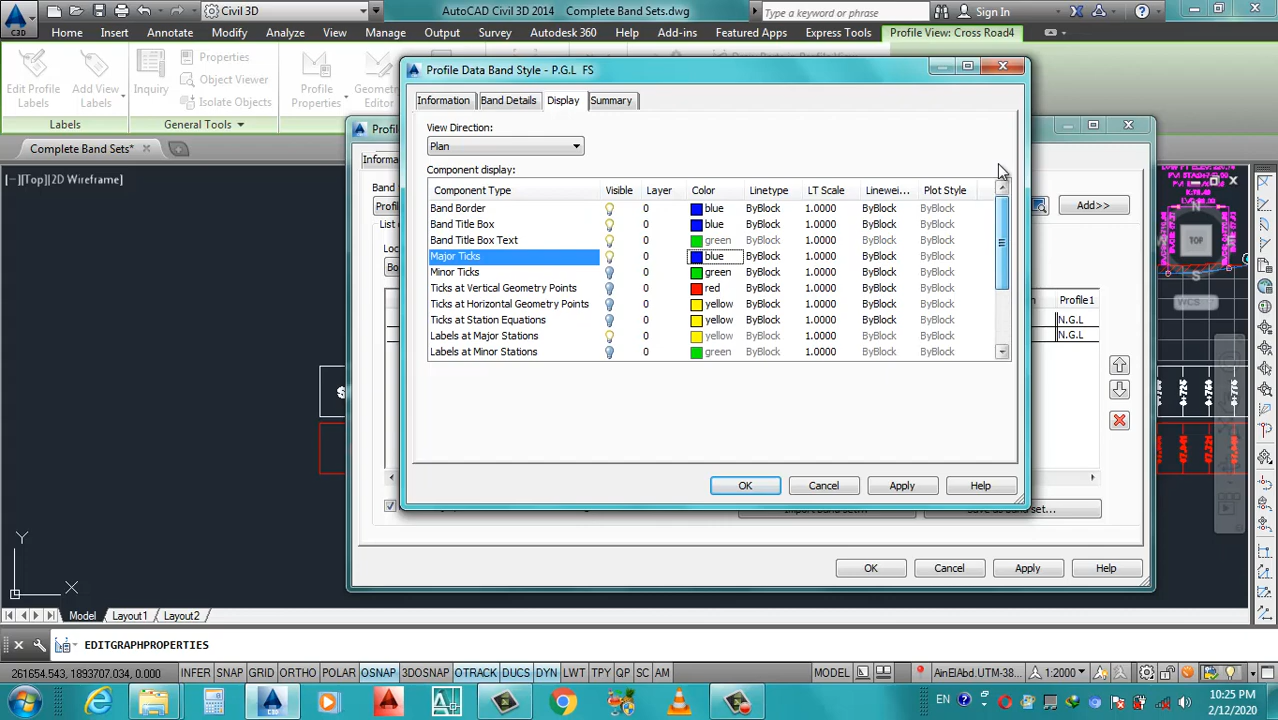 Civil 3D
AutoCAD Civil 3D 2014
Complete Band Sets.dwg
Type a keyword or phrase
Sign In
C3D
Home Insert Annotate Modify Analyze View Manage Output Survey Autodesk 360 Help Add-ins Featured Apps Express Tools Profile View: Cross Road4
Edit Profile Labels
Add View Labels
Inquiry
Properties
Object Viewer
Isolate Objects
Profile Properties
Geometry Editor
Labels
General Tools
Profile Data Band Style - P.G.L FS
Complete Band Sets*
[−][Top][2D Wireframe]
Information Band Details Display Summary
View Direction:
Plan
Component display:
Component Type Visible Layer Color Linetype LT Scale Linewei... Plot Style
Band Border 0 blue ByBlock 1.0000 ByBlock ByBlock
Band Title Box 0 blue ByBlock 1.0000 ByBlock ByBlock
Band Title Box Text 0 green ByBlock 1.0000 ByBlock ByBlock
Major Ticks 0 blue ByBlock 1.0000 ByBlock ByBlock
Minor Ticks 0 green ByBlock 1.0000 ByBlock ByBlock
Ticks at Vertical Geometry Points 0 red ByBlock 1.0000 ByBlock ByBlock
Ticks at Horizontal Geometry Points 0 yellow ByBlock 1.0000 ByBlock ByBlock
Ticks at Station Equations 0 yellow ByBlock 1.0000 ByBlock ByBlock
Labels at Major Stations 0 yellow ByBlock 1.0000 ByBlock ByBlock
Labels at Minor Stations 0 green ByBlock 1.0000 ByBlock ByBlock
Add>>
N
TOP
S
WCS
Profile1
N.G.L
N.G.L
OK Cancel Apply Help
OK Cancel Apply Help
Y
X
Model Layout1 Layout2
EDITGRAPHPROPERTIES
261654.543, 1893707.034, 0.000 INFER SNAP GRID ORTHO POLAR OSNAP 3DOSNAP OTRACK DUCS DYN LWT TPY QP SC AM MODEL AinElAbd.UTM-38... 1:2000
EN
10:25 PM
2/12/2020